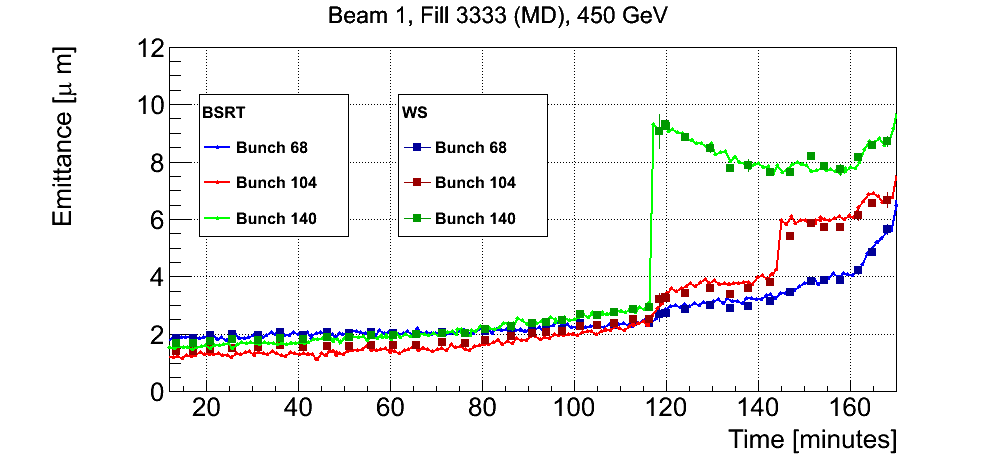 Beam 1, Fill 3333 (MD), 450 GeV
Emittance [μ m]
12
10
8
6
4
2
0
BSRT
Bunch 68
Bunch 104
Bunch 140
WS
Bunch 68
Bunch 104
Bunch 140
20 40 60 80 100 120 140 160
Time [minutes]